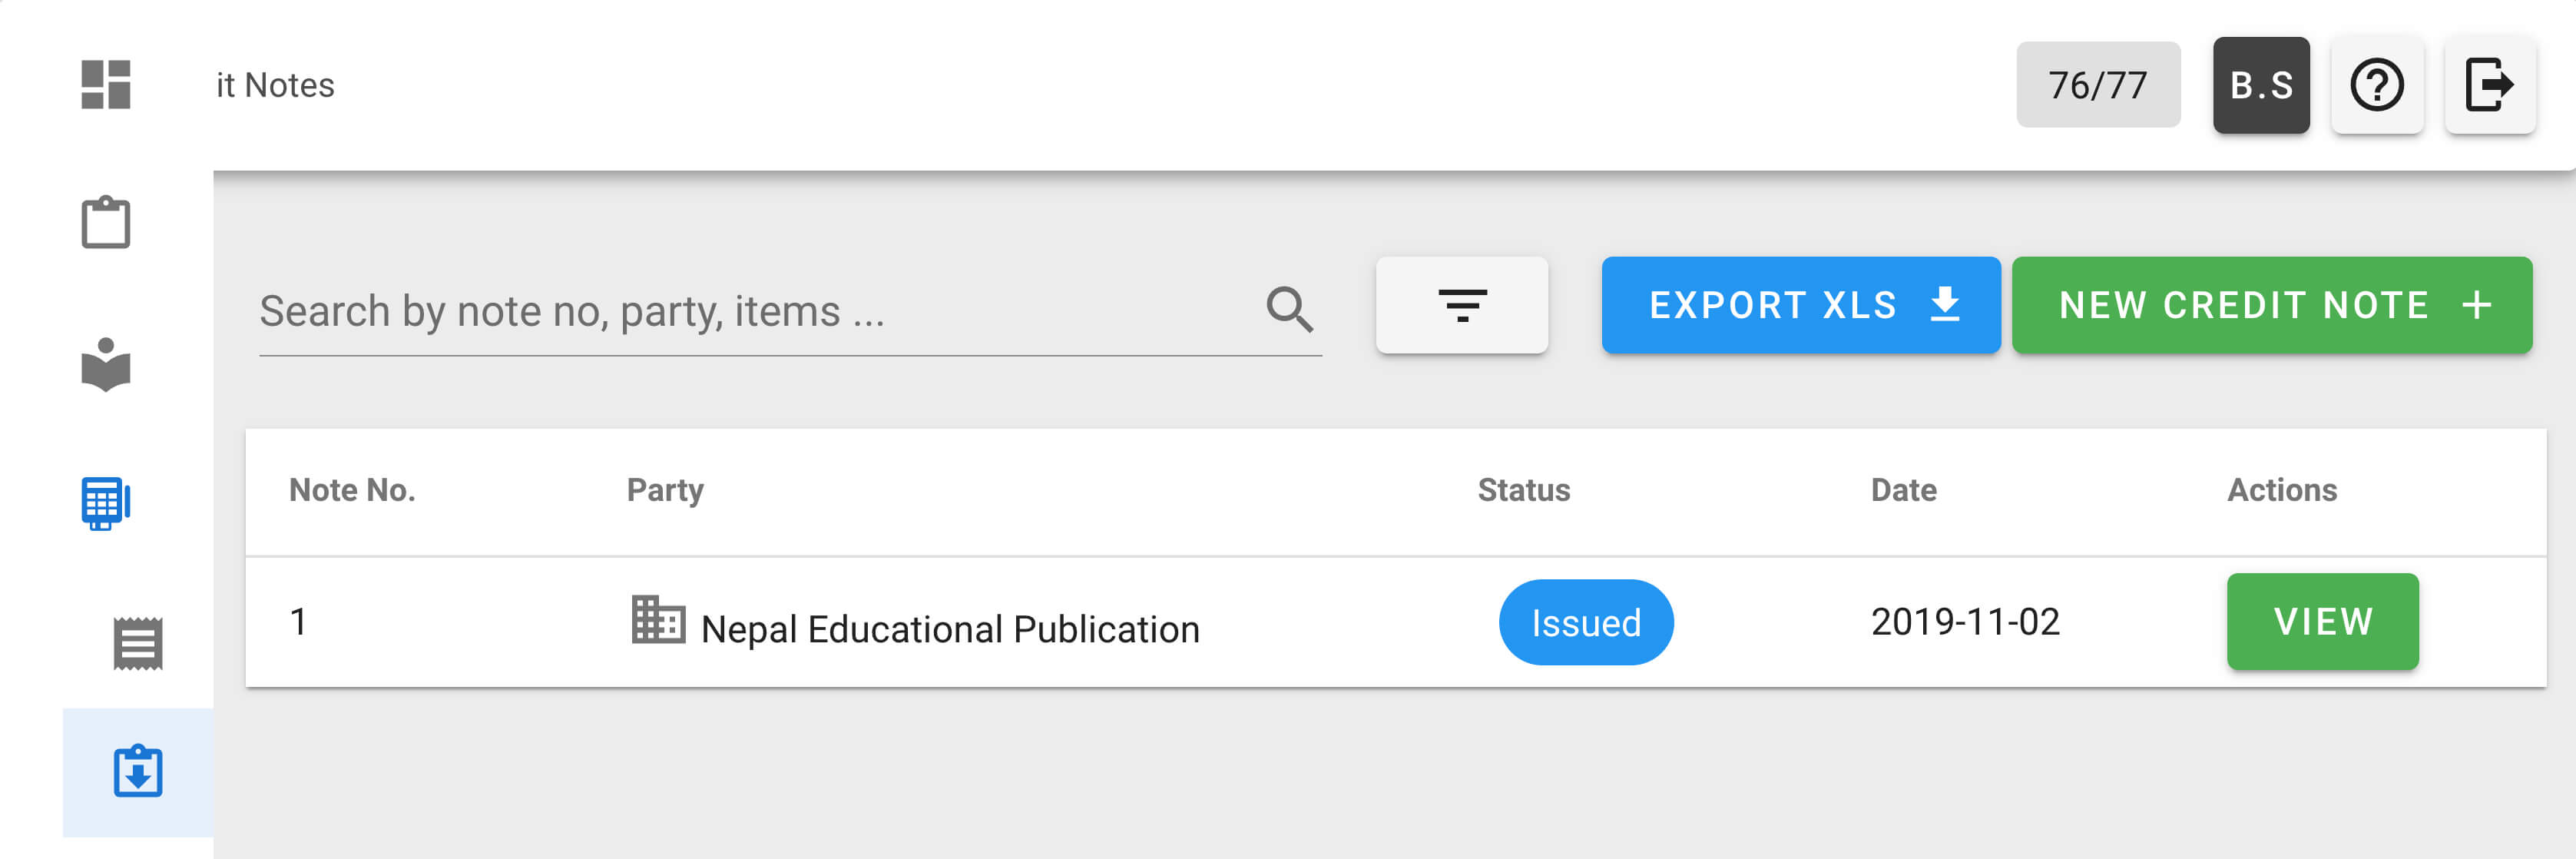 it Notes 76/77 B.S
Search by note no, party, items ... EXPORT XLS NEW CREDIT NOTE +
Note No. Party Status Date Actions
1 Nepal Educational Publication Issued 2019-11-02 VIEW